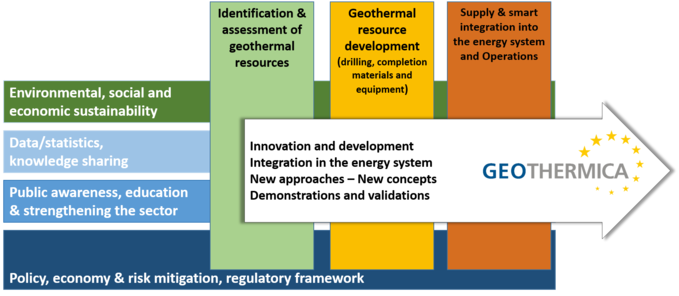 Identification &
assessment of
geothermal
resources
Geothermal
resource
development
(drilling, completion
materials and
equipment)
Supply & smart
integration into
the energy system
and Operations
Environmental, social and
economic sustainability
Data/statistics,
knowledge sharing
Public awareness, education
& strengthening the sector
Innovation and development
Integration in the energy system
New approaches – New concepts
Demonstrations and validations
GEOTHERMICA
Policy, economy & risk mitigation, regulatory framework